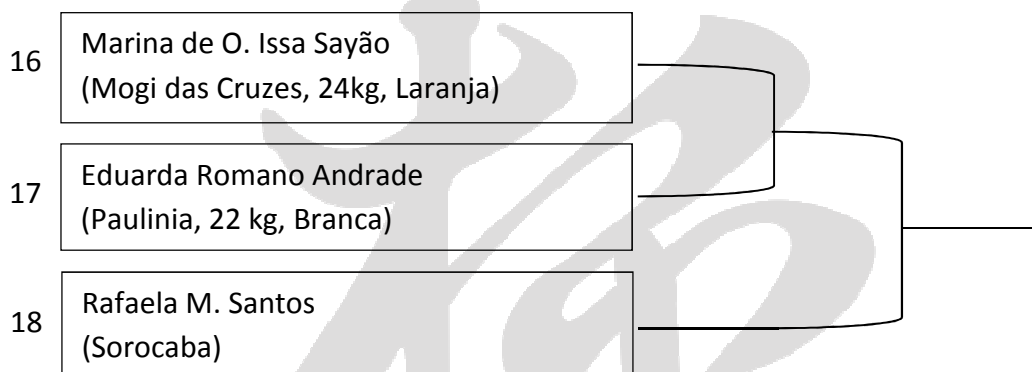 16
Marina de O. Issa Sayão
(Mogi das Cruzes, 24kg, Laranja)
17
Eduarda Romano Andrade
(Paulinia, 22 kg, Branca)
18
Rafaela M. Santos
(Sorocaba)